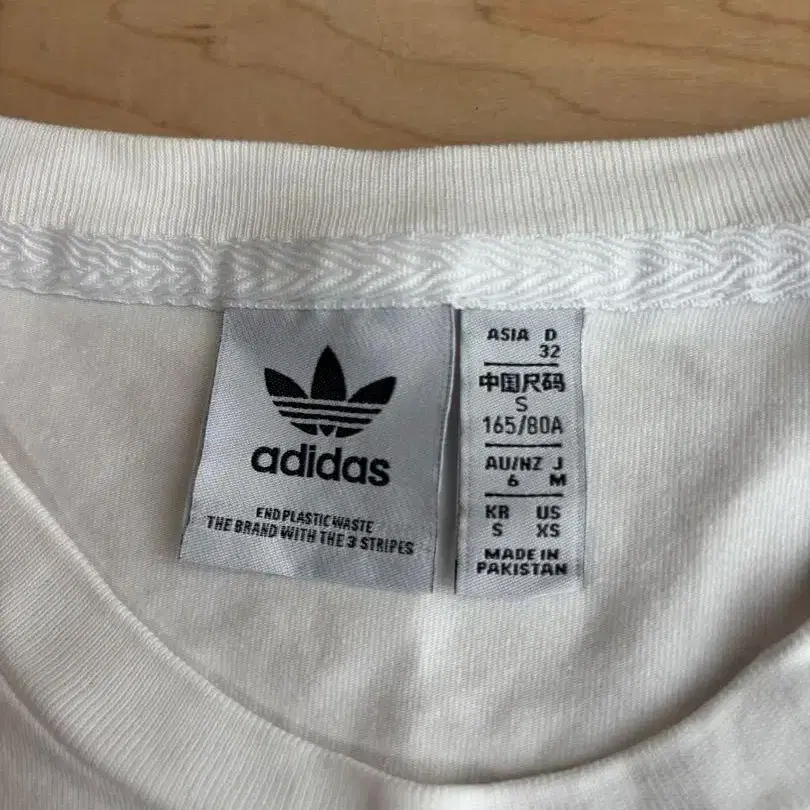 adidas
END PLASTIC WASTE
THE BRAND WITH THE 3 STRIPES
ASIA D
32
中国尺码
S
165/80A
AU/NZ J
6 M
KR US
S XS
MADE IN
PAKISTAN